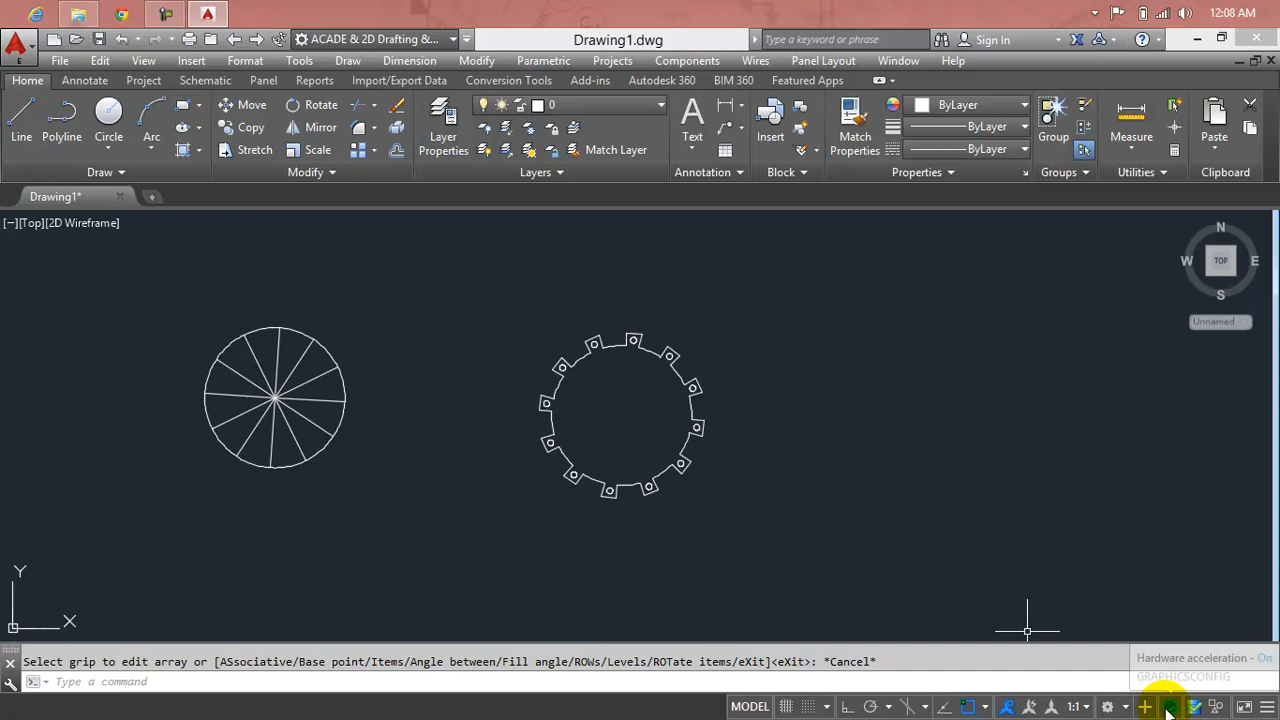 12:08 AM
ACADE & 2D Drafting &...
Drawing1.dwg
Type a keyword or phrase
Sign In
File Edit View Insert Format Tools Draw Dimension Modify Parametric Projects Components Wires Panel Layout Window Help
Home Annotate Project Schematic Panel Reports Import/Export Data Conversion Tools Add-ins Autodesk 360 BIM 360 Featured Apps
Line Polyline Circle Arc
Move Rotate
Copy Mirror
Stretch Scale
Layer Properties
0
Match Layer
Text
Insert
Match Properties
ByLayer
ByLayer
ByLayer
Group
Measure
Paste
Draw Modify Layers Annotation Block Properties Groups Utilities Clipboard
Drawing1*
[−][Top][2D Wireframe]
N
W TOP E
S
Unnamed
Y
X
Select grip to edit array or [ASsociative/Base point/Items/Angle between/Fill angle/ROWs/Levels/ROTate items/eXit]<eXit>: *Cancel*
Type a command
Hardware acceleration - On
GRAPHICSCONFIG
MODEL
1:1